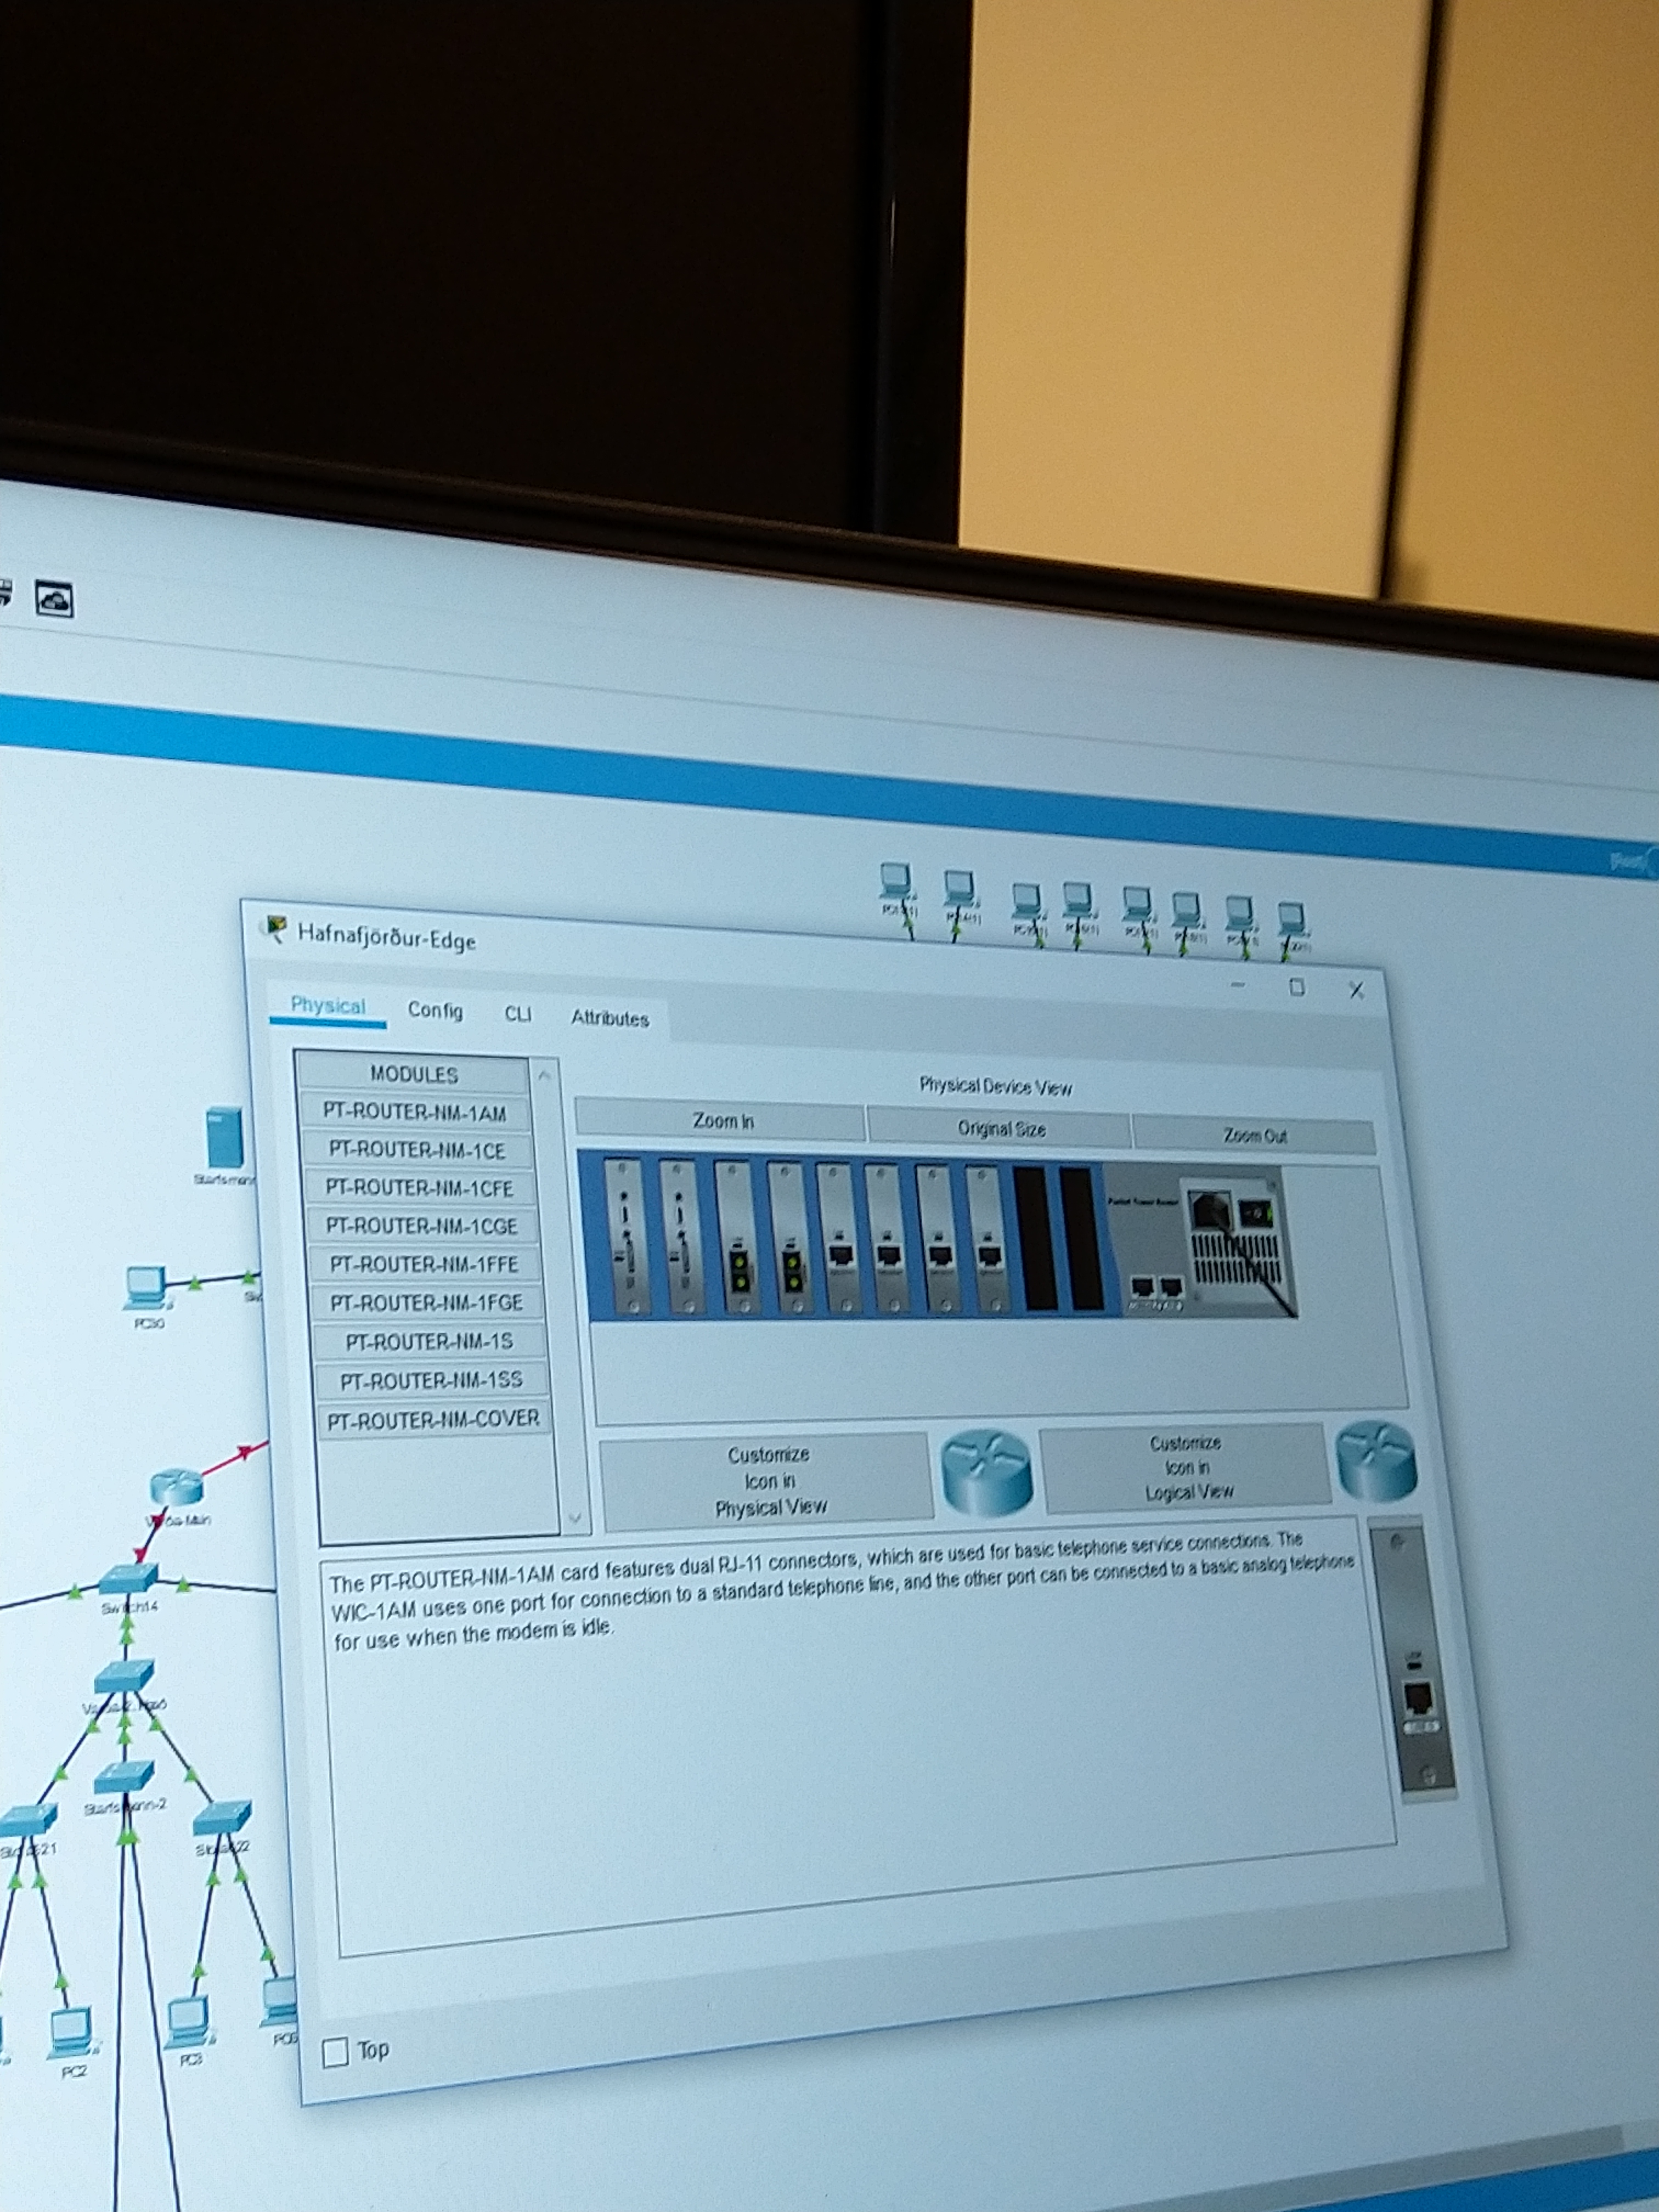 Hafnafjörður-Edge
Physical
Config
CLI
Attributes
MODULES
PT-ROUTER-NM-1AM
PT-ROUTER-NM-1CE
PT-ROUTER-NM-1CFE
PT-ROUTER-NM-1CGE
PT-ROUTER-NM-1FFE
PT-ROUTER-NM-1FGE
PT-ROUTER-NM-1S
PT-ROUTER-NM-1SS
PT-ROUTER-NM-COVER
Physical Device View
Zoom In
Original Size
Zoom Out
Customize
Icon in
Physical View
Customize
Icon in
Logical View
The PT-ROUTER-NM-1AM card features dual RJ-11 connectors, which are used for basic telephone service connections. The
WIC-1AM uses one port for connection to a standard telephone line, and the other port can be connected to a basic analog telephone
for use when the modem is idle.
Top
PC30
Switch14
PC2
PC3